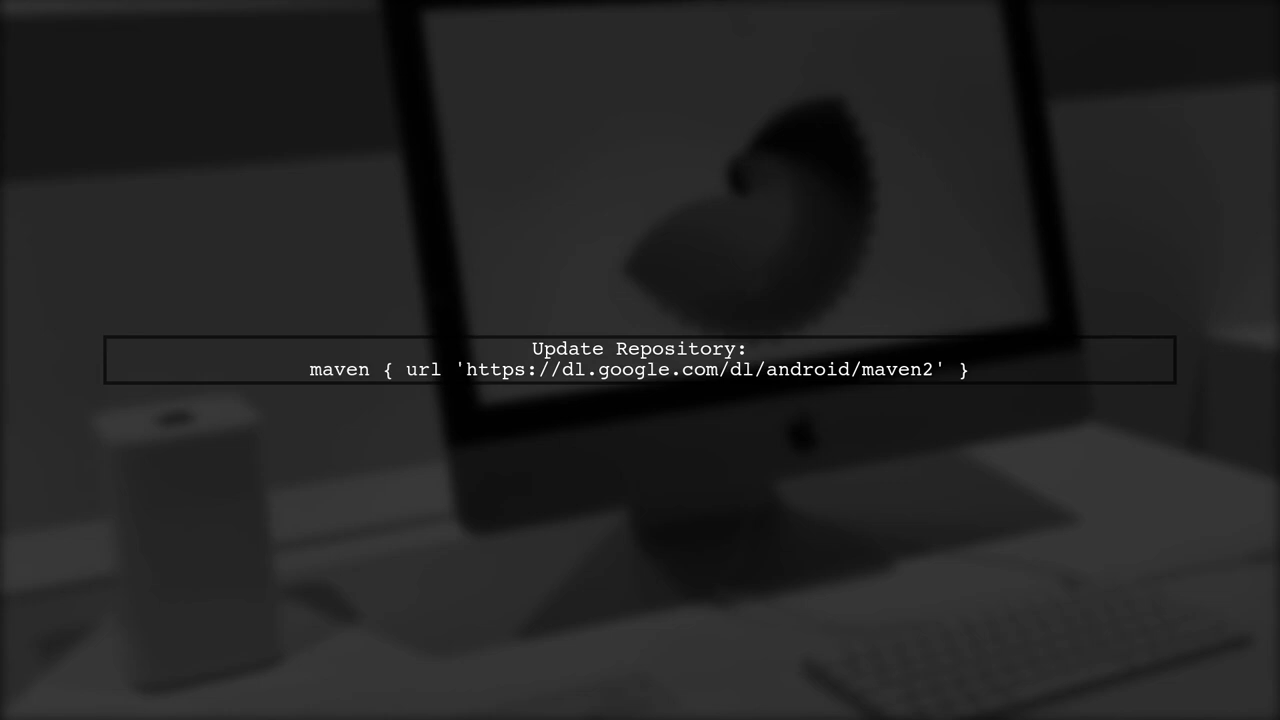 Update Repository:
maven { url 'https://dl.google.com/dl/android/maven2' }